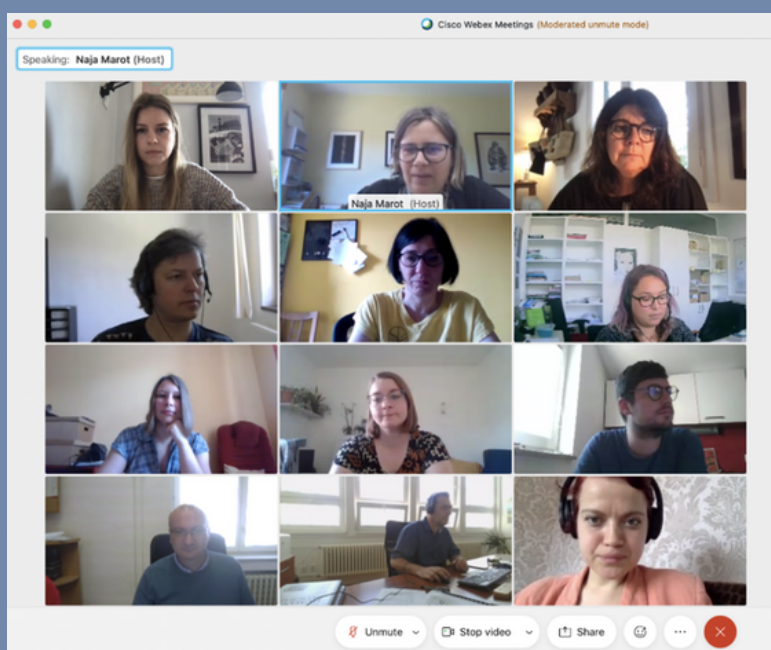 Cisco Webex Meetings (Moderated unmute mode)
Speaking: Naja Marot (Host)
Naja Marot (Host)
Unmute
Stop video
Share